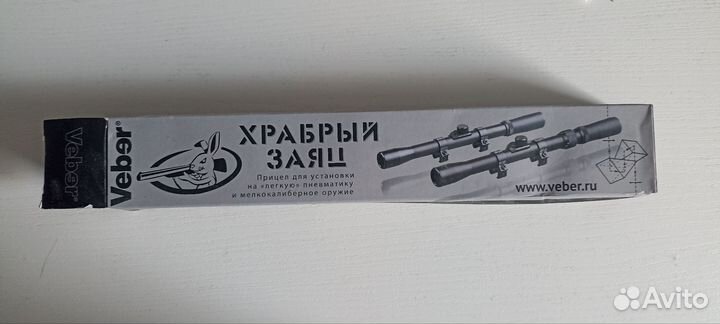 Veber
Veber®
ХРАБРЫЙ
ЗАЯЦ
Прицел для установки
на «легкую» пневматику
и мелкокалиберное оружие
www.veber.ru
Avito